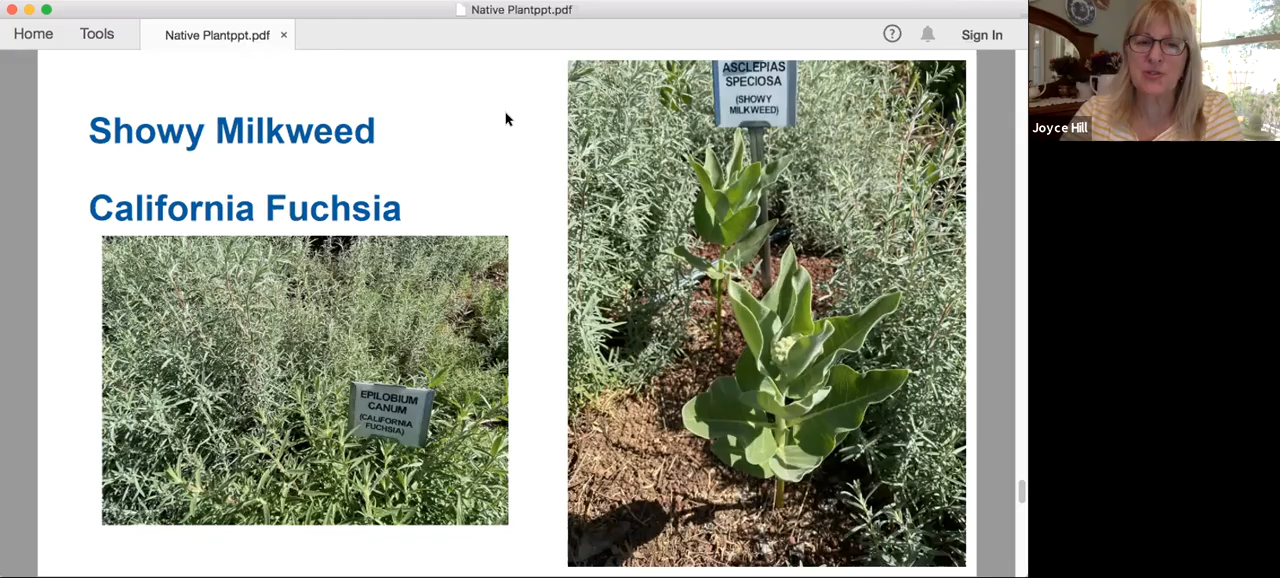 Native Plantppt.pdf
Home
Tools
Native Plantppt.pdf ×
?
Sign In
Showy Milkweed
California Fuchsia
EPILOBIUM
CANUM
(CALIFORNIA
FUCHSIA)
ASCLEPIAS
SPECIOSA
(SHOWY
MILKWEED)
Joyce Hill